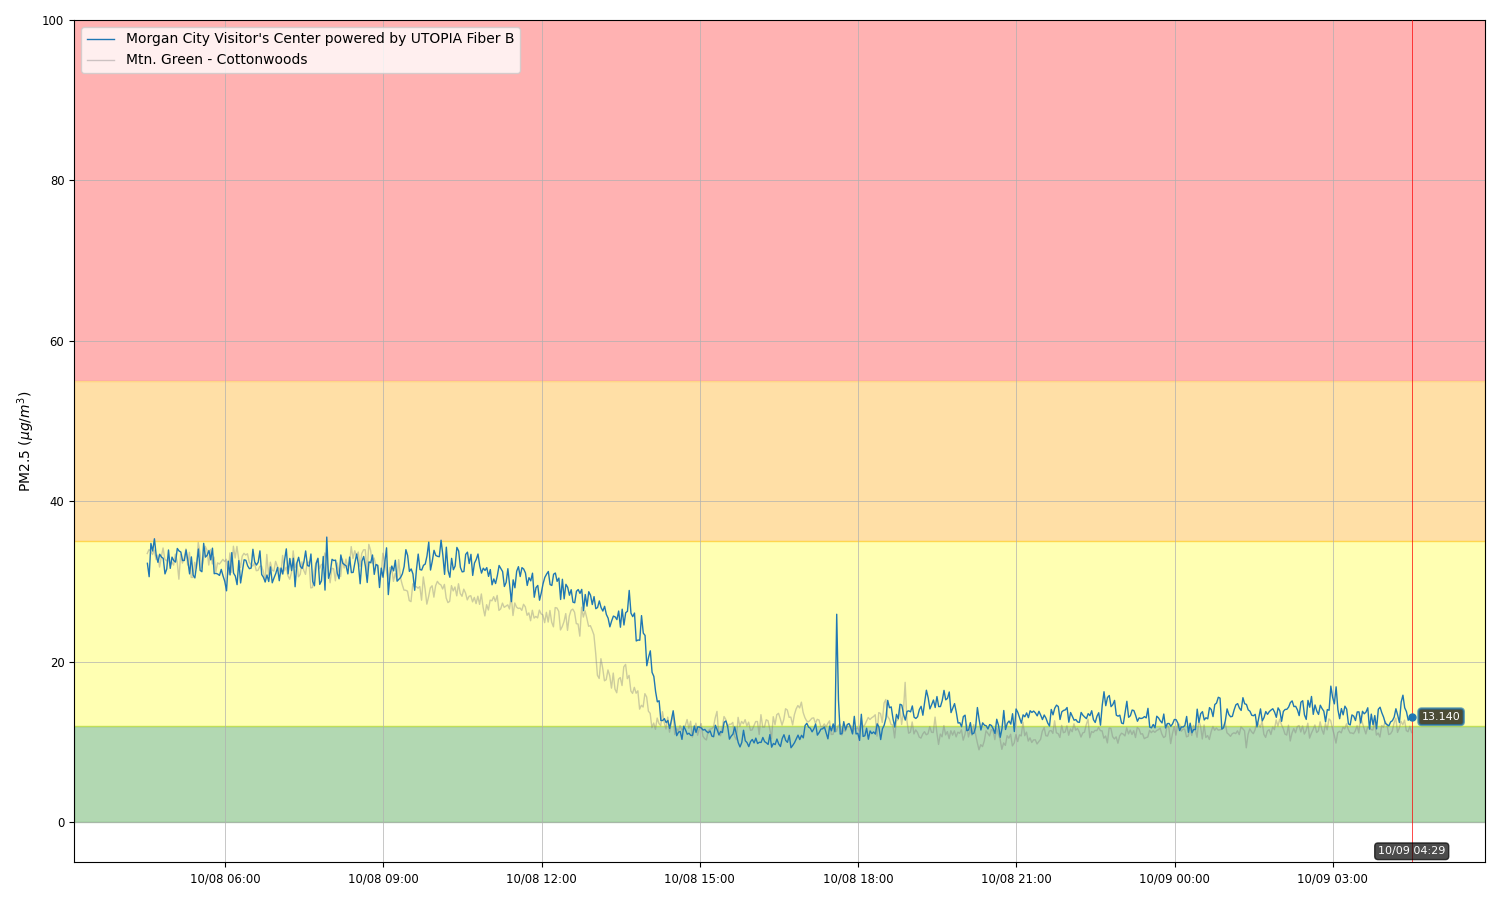 100
Morgan City Visitor's Center powered by UTOPIA Fiber B
Mtn. Green - Cottonwoods
80
60
PM2.5 (μg/m³)
40
20
13.140
0
10/09 04:29
10/08 06:00 10/08 09:00 10/08 12:00 10/08 15:00 10/08 18:00 10/08 21:00 10/09 00:00 10/09 03:00